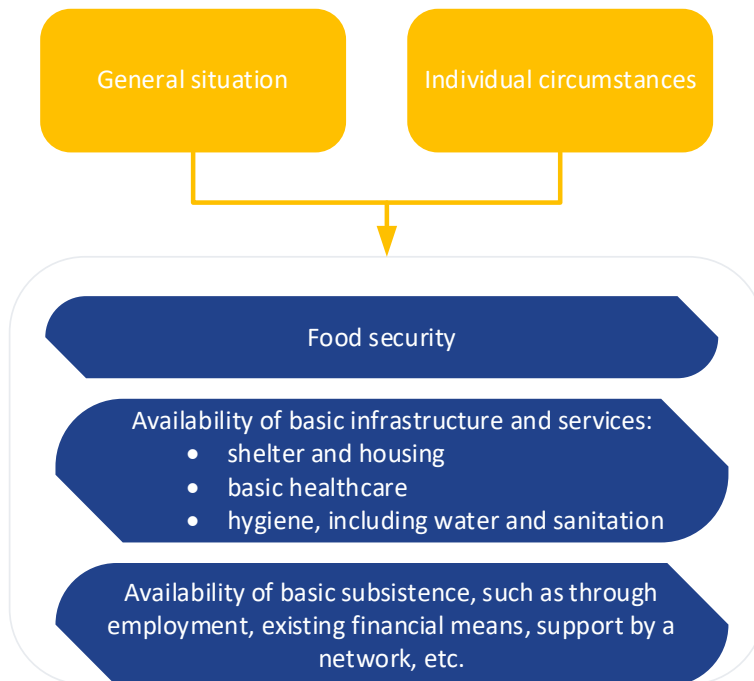 General situation
Individual circumstances
Food security
Availability of basic infrastructure and services:
• shelter and housing
• basic healthcare
• hygiene, including water and sanitation
Availability of basic subsistence, such as through
employment, existing financial means, support by a
network, etc.